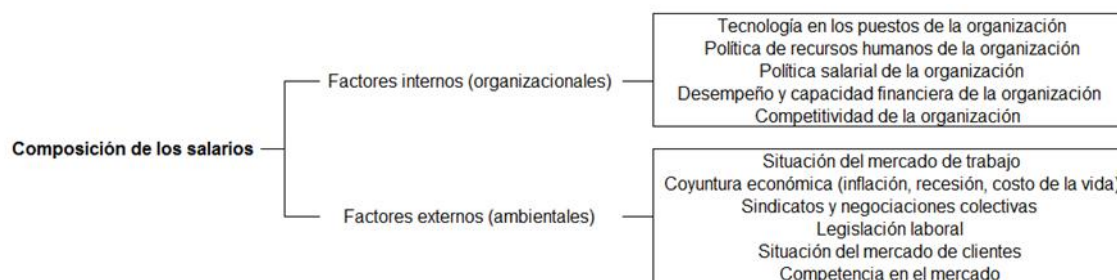 Composición de los salarios
Factores internos (organizacionales)
Tecnología en los puestos de la organización
Política de recursos humanos de la organización
Política salarial de la organización
Desempeño y capacidad financiera de la organización
Competitividad de la organización
Factores externos (ambientales)
Situación del mercado de trabajo
Coyuntura económica (inflación, recesión, costo de la vida)
Sindicatos y negociaciones colectivas
Legislación laboral
Situación del mercado de clientes
Competencia en el mercado